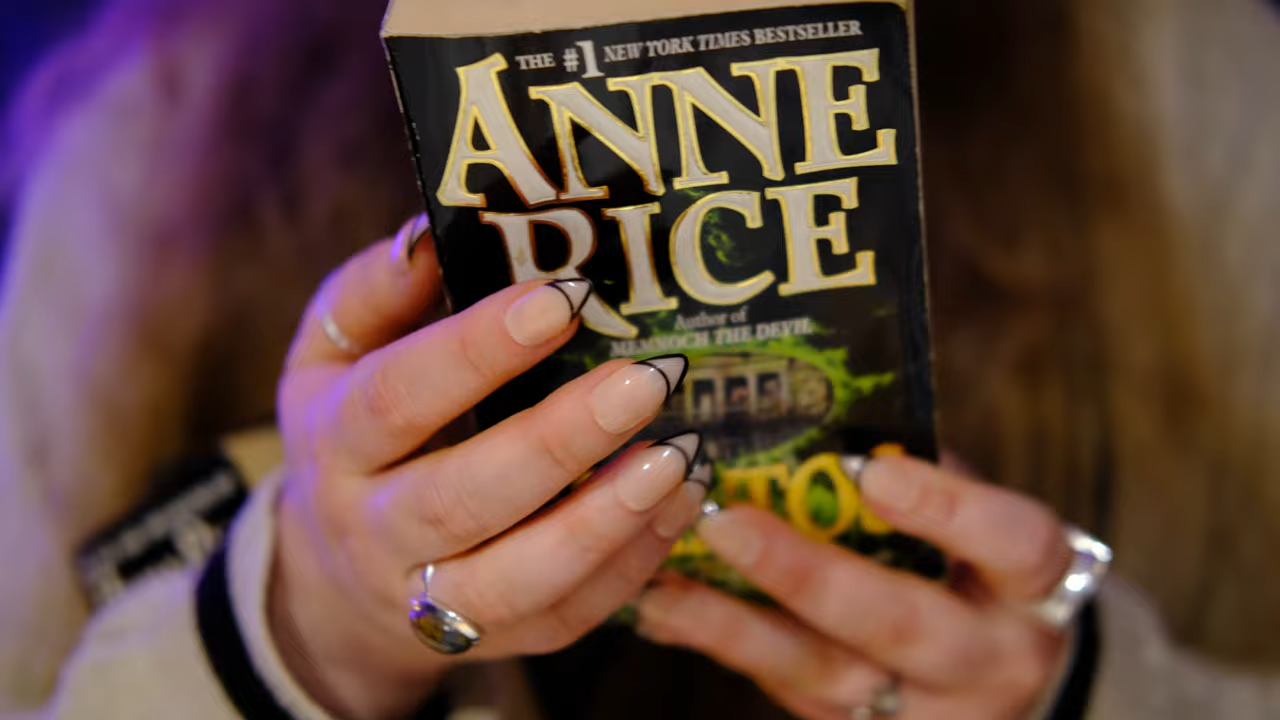 THE #1 NEW YORK TIMES BESTSELLER
ANNE
RICE
Author of
MEMNOCH THE DEVIL